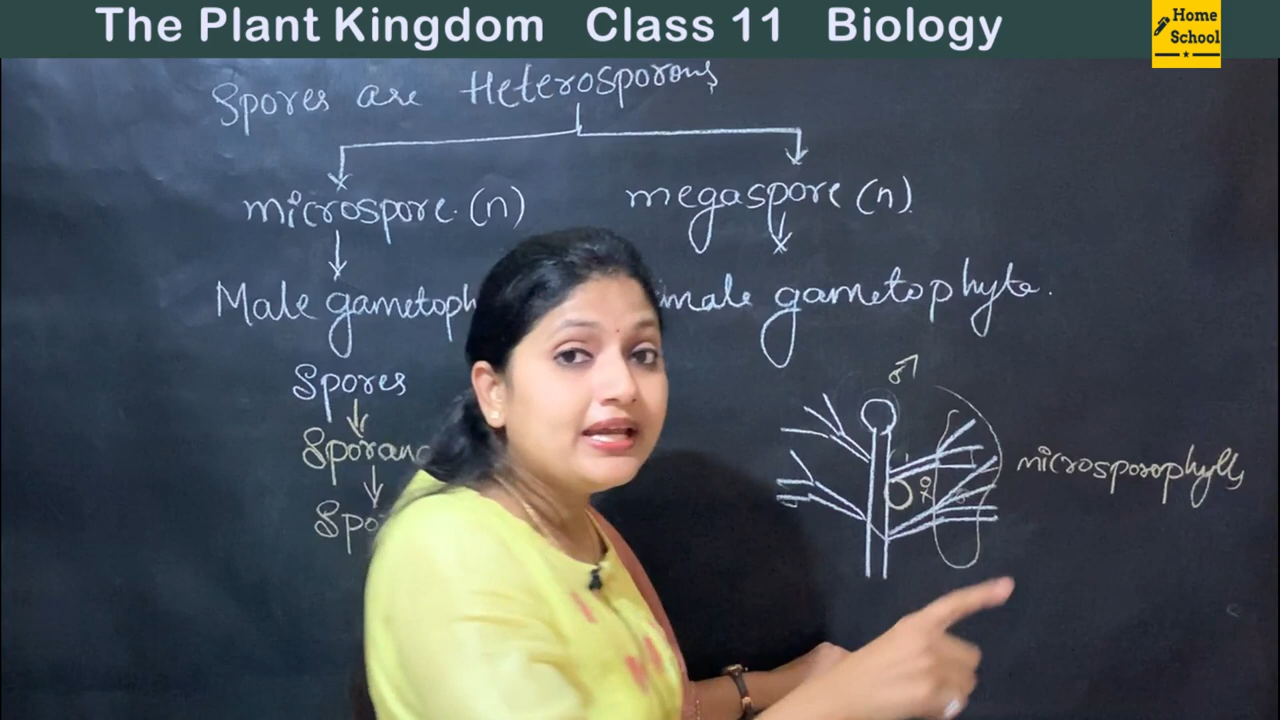 The Plant Kingdom Class 11 Biology
Home
School
Spores are Heterosporous
microspore. (n) megaspore (n).
Male gametoph male gametophyte.
Spores
Sporang
Spo
♂
♀
microsporophylls